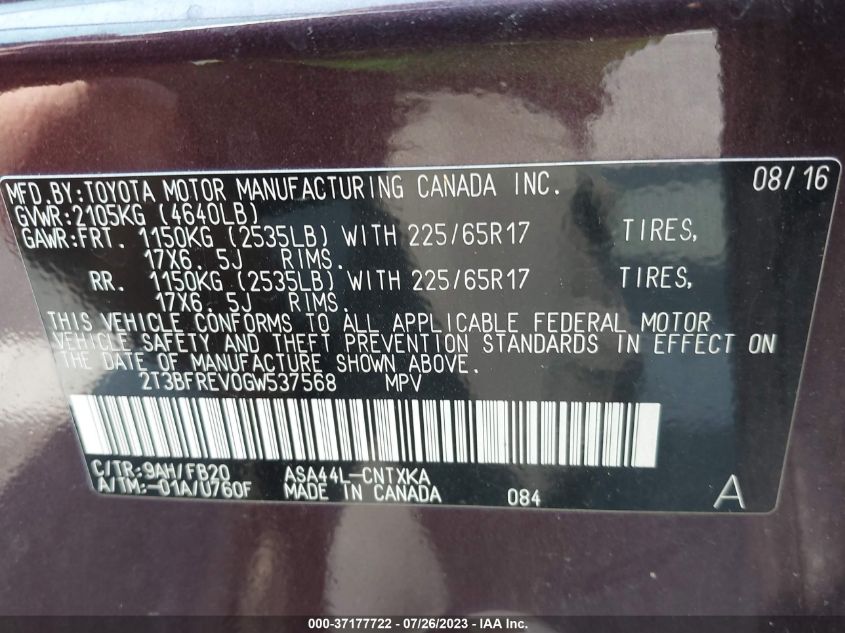 MFD.BY:TOYOTA MOTOR MANUFACTURING CANADA INC. 08/16
GVWR:2105KG (4640LB)
GAWR:FRT. 1150KG (2535LB) WITH 225/65R17 TIRES,
17X6.5J RIMS.
RR. 1150KG (2535LB) WITH 225/65R17 TIRES,
17X6.5J RIMS.
THIS VEHICLE CONFORMS TO ALL APPLICABLE FEDERAL MOTOR
VEHICLE SAFETY AND THEFT PREVENTION STANDARDS IN EFFECT ON
THE DATE OF MANUFACTURE SHOWN ABOVE.
2T3BFREV0GW537568 MPV
C/TR:9AH/FB20 ASA44L-CNTXKA
A/TM:-01A/U760F MADE IN CANADA 084 A
000-37177722 / 07/26/2023 / IAA Inc.